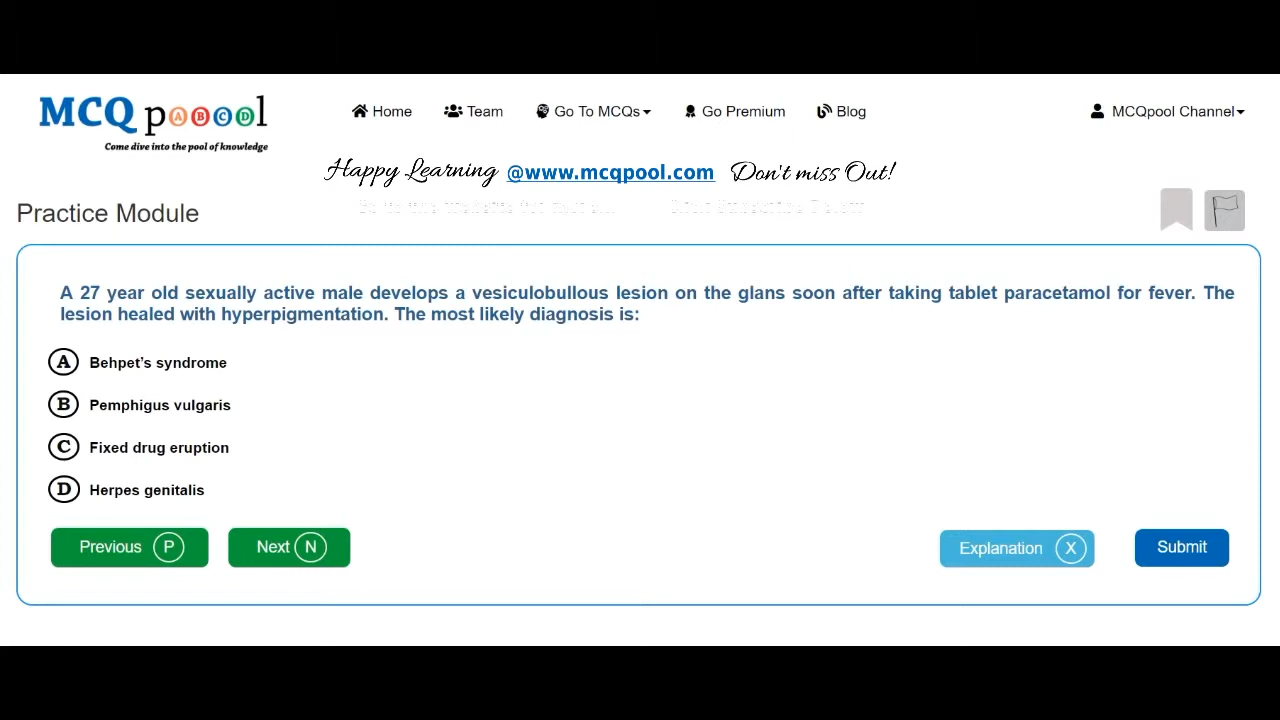 MCQ pABCDl
Come dive into the pool of knowledge
Home Team Go To MCQs Go Premium Blog MCQpool Channel
Happy Learning @www.mcqpool.com Don't miss Out!
Practice Module
A 27 year old sexually active male develops a vesiculobullous lesion on the glans soon after taking tablet paracetamol for fever. The
lesion healed with hyperpigmentation. The most likely diagnosis is:
A Behpet's syndrome
B Pemphigus vulgaris
C Fixed drug eruption
D Herpes genitalis
Previous P Next N Explanation X Submit